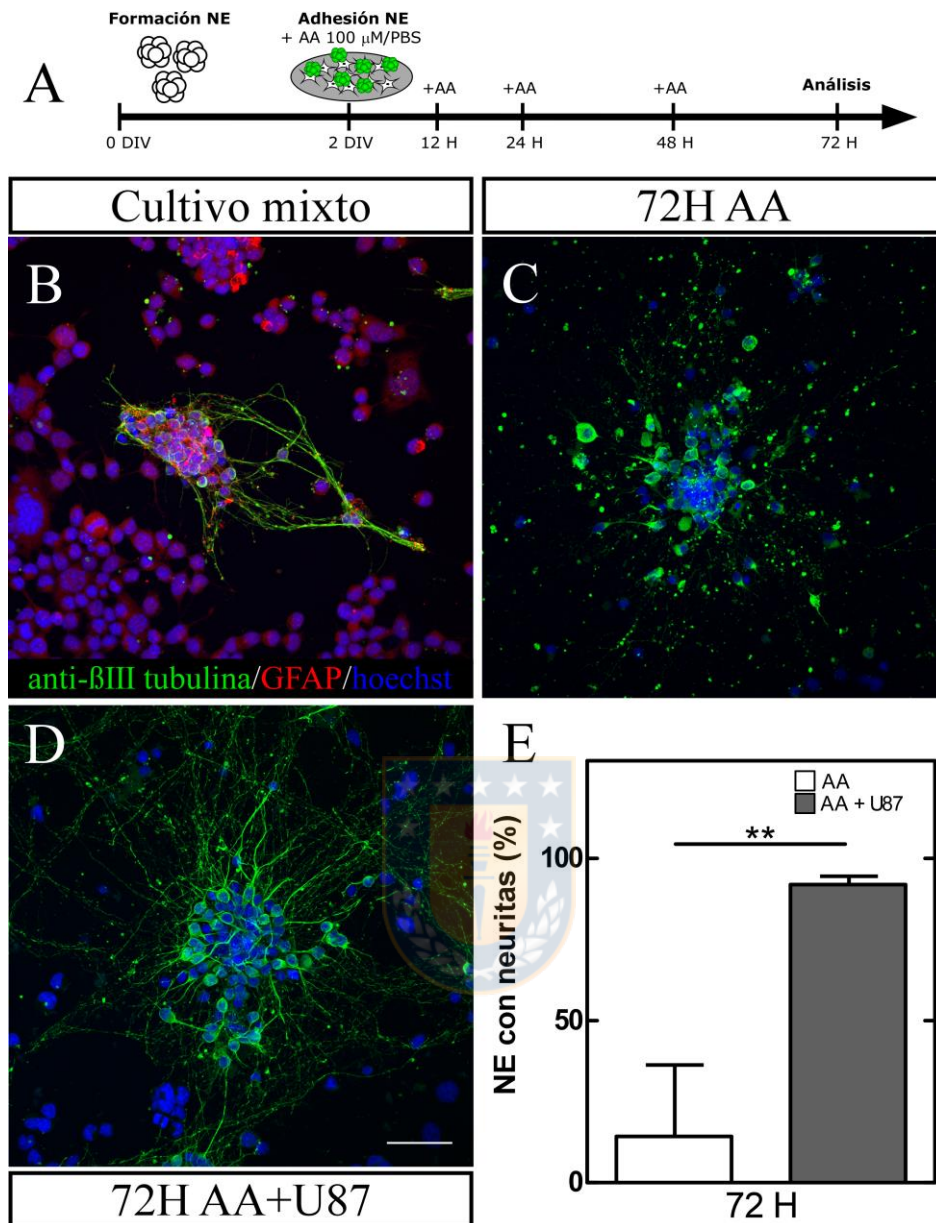 Formación NE
Adhesión NE
+ AA 100 µM/PBS
A
+AA
+AA
+AA
Análisis
0 DIV
2 DIV
12 H
24 H
48 H
72 H
Cultivo mixto
72H AA
B
C
anti-ßIII tubulina/GFAP/hoechst
D
E
AA
AA + U87
**
NE con neuritas (%)
100
50
0
72 H
72H AA+U87